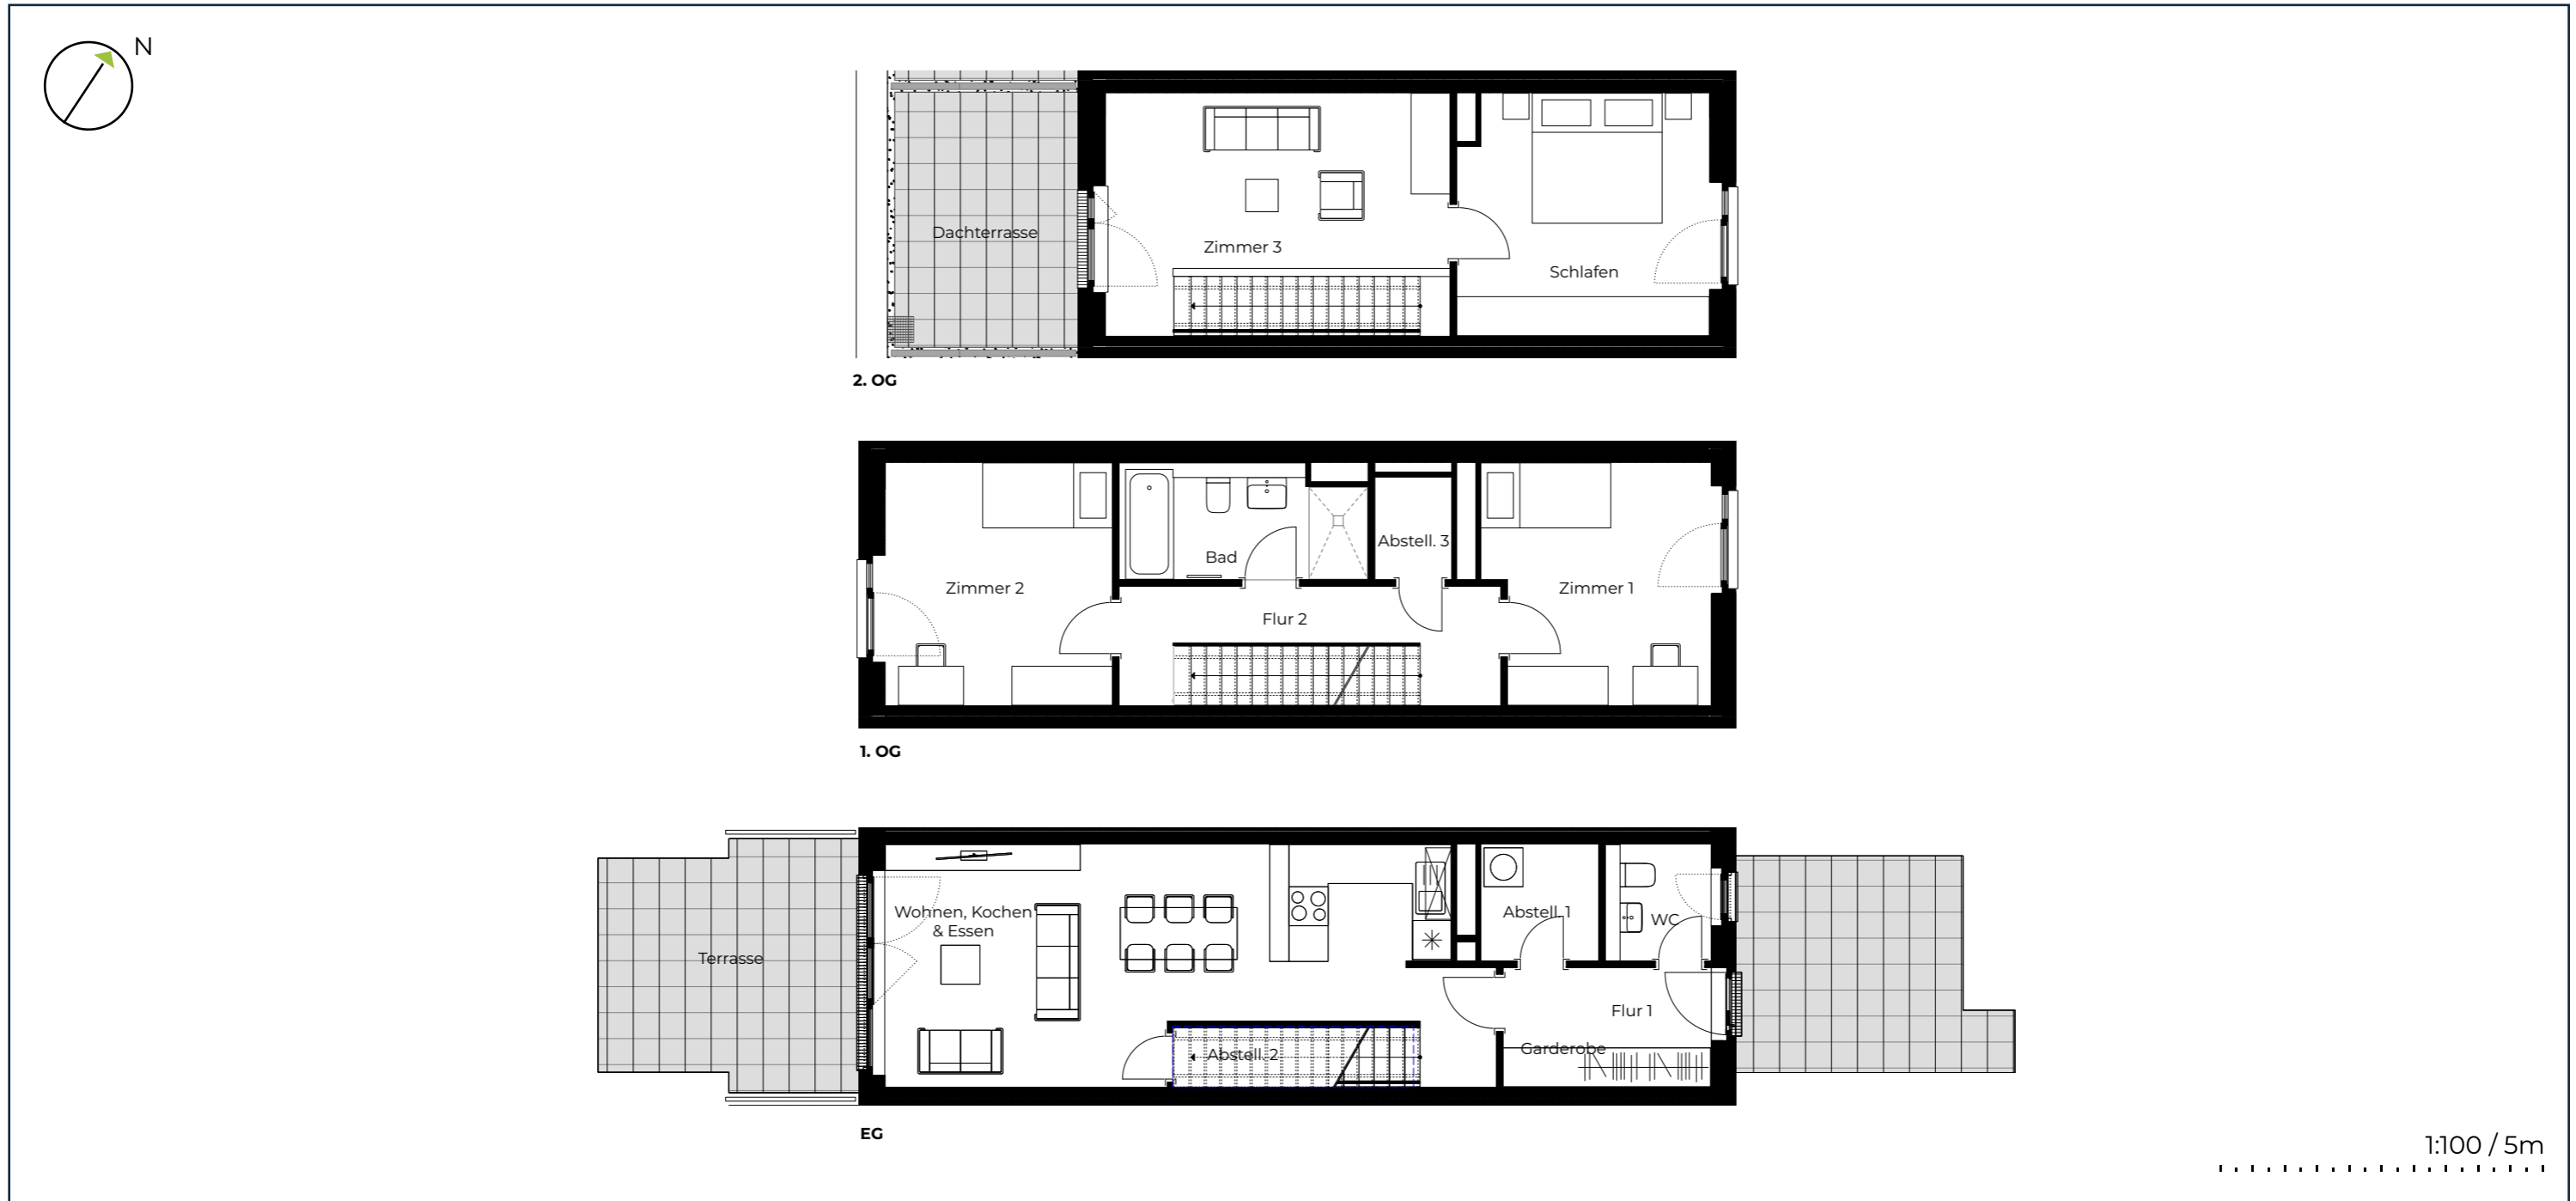 N
Dachterrasse
Zimmer 3
Schlafen
2. OG
Zimmer 2
Bad
Abstell. 3
Flur 2
Zimmer 1
1. OG
Terrasse
Wohnen, Kochen
& Essen
Abstell. 1
WC
Flur 1
Abstell. 2
Garderobe
EG
1:100 / 5m